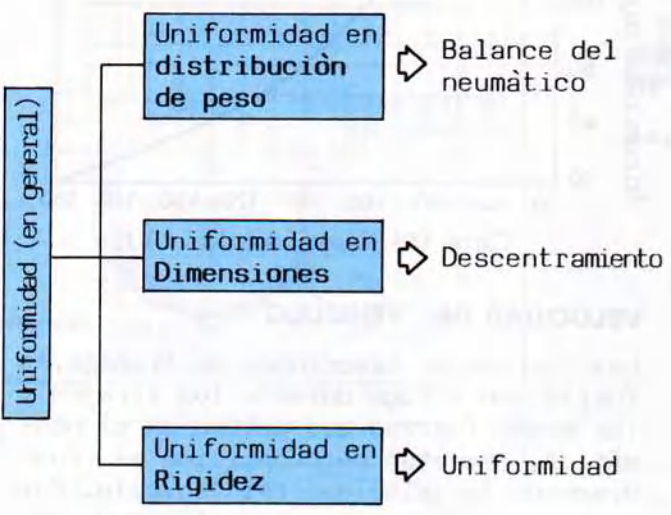 Uniformidad (en general)
Uniformidad en
distribuciòn
de peso
Balance del
neumàtico
Uniformidad en
Dimensiones
Descentramiento
Uniformidad en
Rigidez
Uniformidad